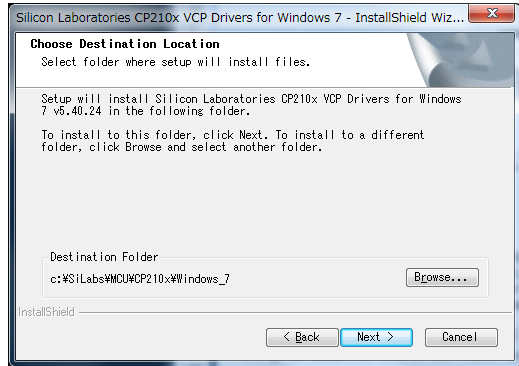 Silicon Laboratories CP210x VCP Drivers for Windows 7 - InstallShield Wiz...
Choose Destination Location
Select folder where setup will install files.
Setup will install Silicon Laboratories CP210x VCP Drivers for Windows
7 v5.40.24 in the following folder.
To install to this folder, click Next. To install to a different
folder, click Browse and select another folder.
Destination Folder
c:¥SiLabs¥MCU¥CP210x¥Windows_7
Browse...
InstallShield
< Back
Next >
Cancel